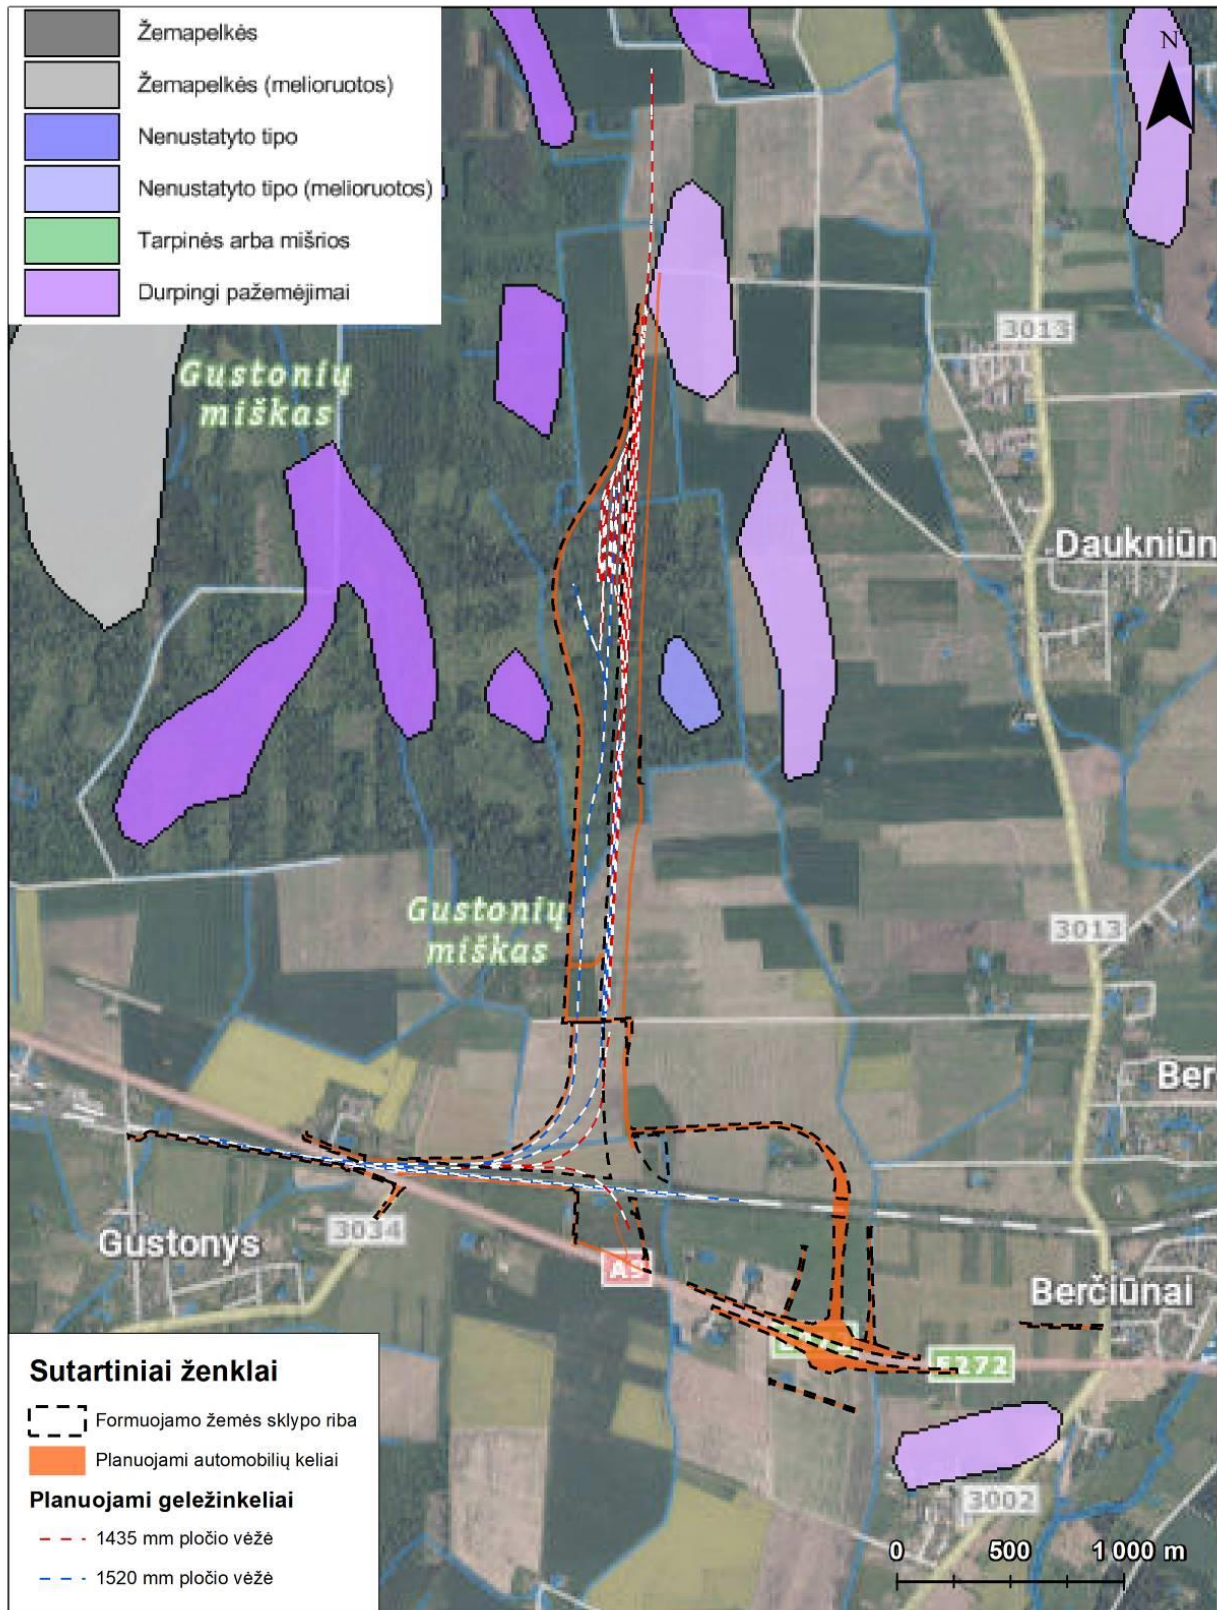 Žemapelkės
Žemapelkės (melioruotos)
Nenustatyto tipo
Nenustatyto tipo (melioruotos)
Tarpinės arba mišrios
Durpingi pažemėjimai
N
3013
Gustonių
miškas
Daukniūn
Gustonių
miškas
3013
Ber
3034
Gustonys
A9
Berčiūnai
E272
3002
Sutartiniai ženklai
Formuojamo žemės sklypo riba
Planuojami automobilių keliai
Planuojami geležinkeliai
1435 mm pločio vėžė
1520 mm pločio vėžė
0 500 1 000 m